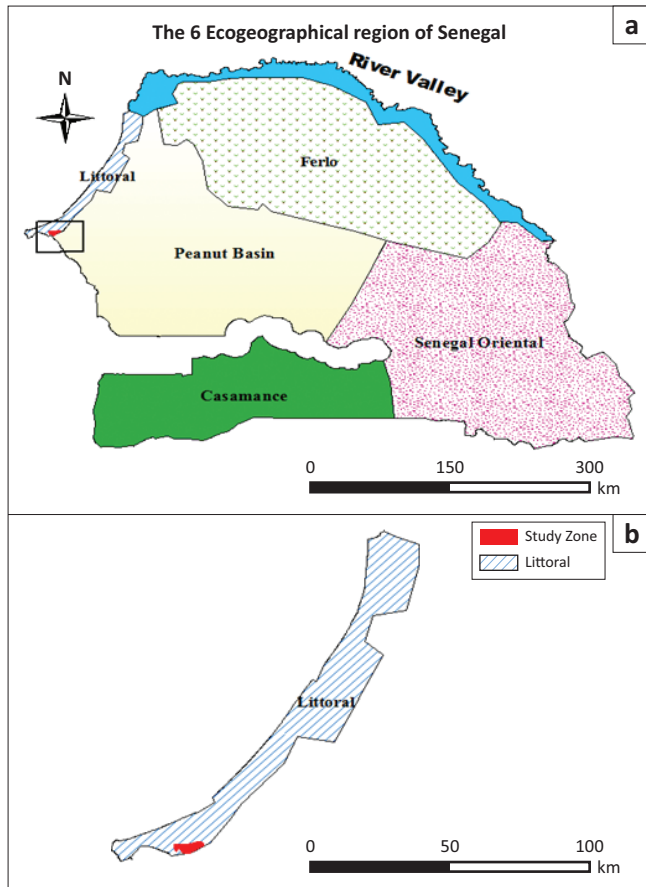 The 6 Ecogeographical region of Senegal
a
N
River Valley
Littoral
Ferlo
Peanut Basin
Senegal Oriental
Casamance
0 150 300
km
b
Study Zone
Littoral
Littoral
0 50 100
km